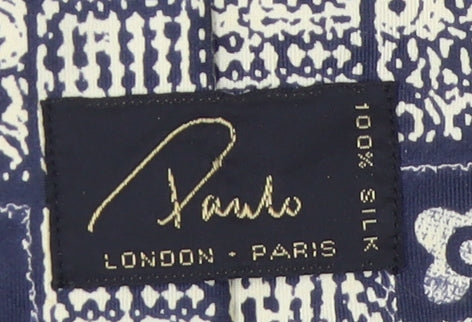 Paulo
LONDON · PARIS
100% SILK